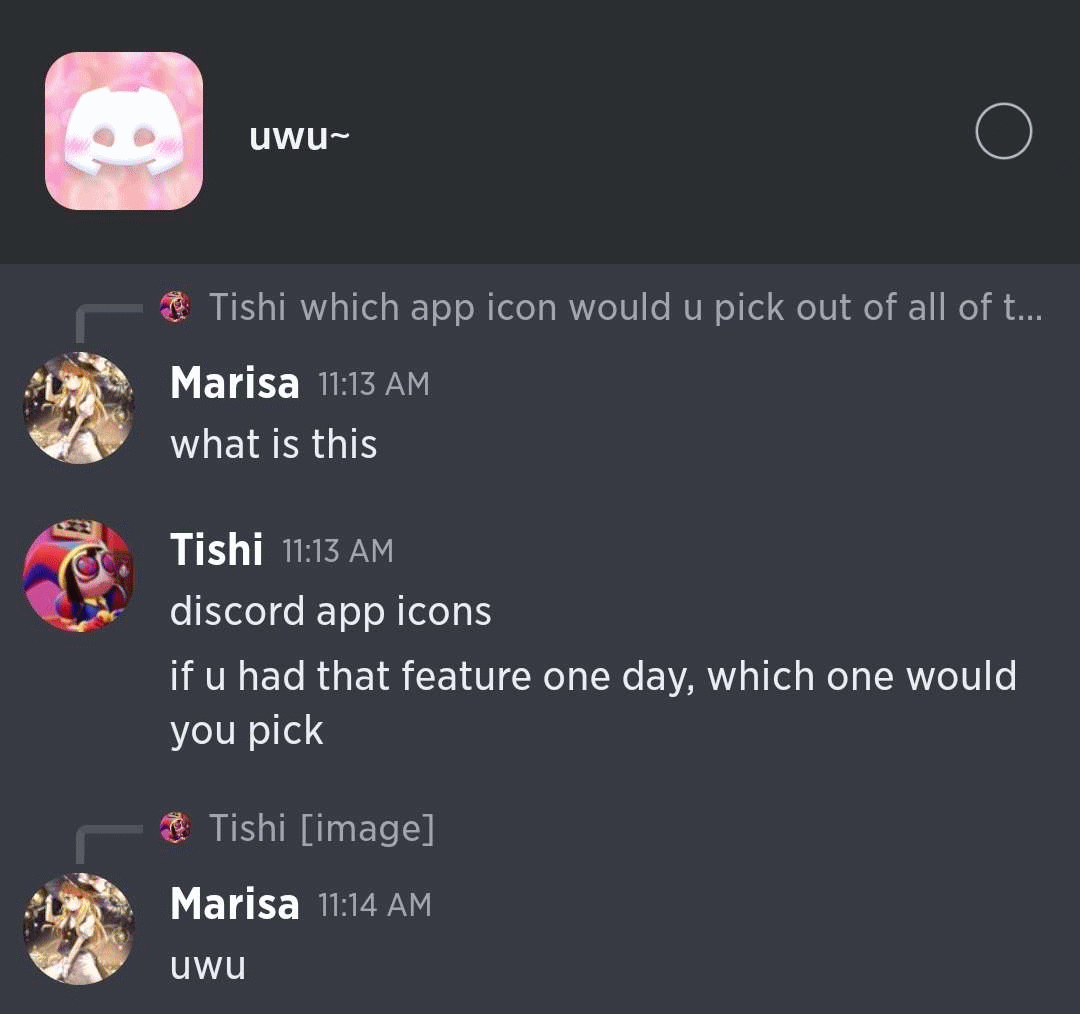 uwu~
Tishi which app icon would u pick out of all of t...
Marisa 11:13 AM
what is this
Tishi 11:13 AM
discord app icons
if u had that feature one day, which one would
you pick
Tishi [image]
Marisa 11:14 AM
uwu